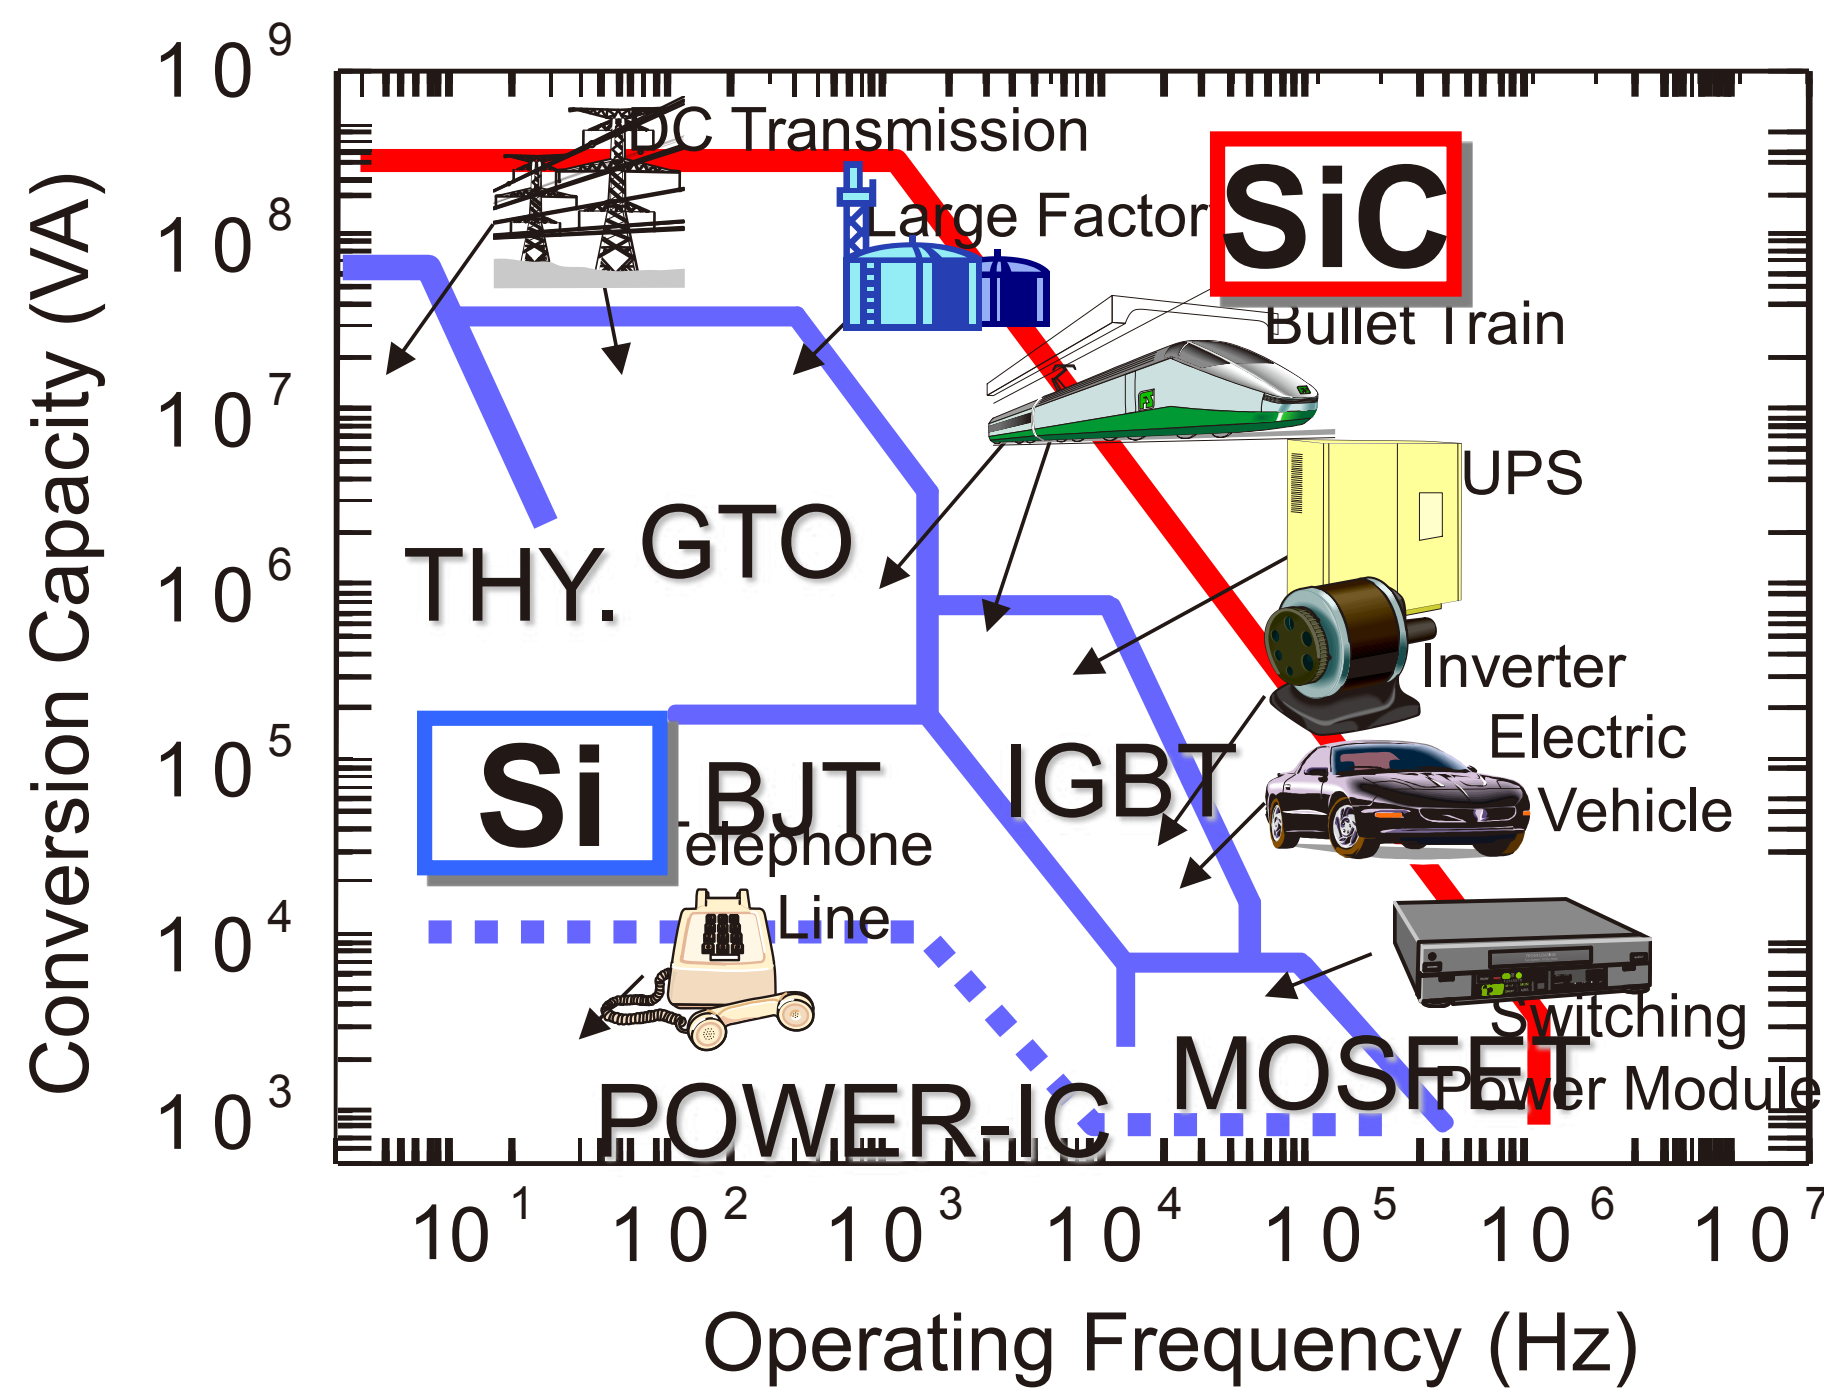 10⁹
10⁸
10⁷
10⁶
10⁵
10⁴
10³
Conversion Capacity (VA)
DC Transmission
Large Factor
SiC
Bullet Train
UPS
GTO
THY.
Inverter
Electric
Vehicle
Si
BJT
IGBT
Telephone
Line
Switching
Power Module
MOSFET
POWER-IC
10¹ 10² 10³ 10⁴ 10⁵ 10⁶ 10⁷
Operating Frequency (Hz)